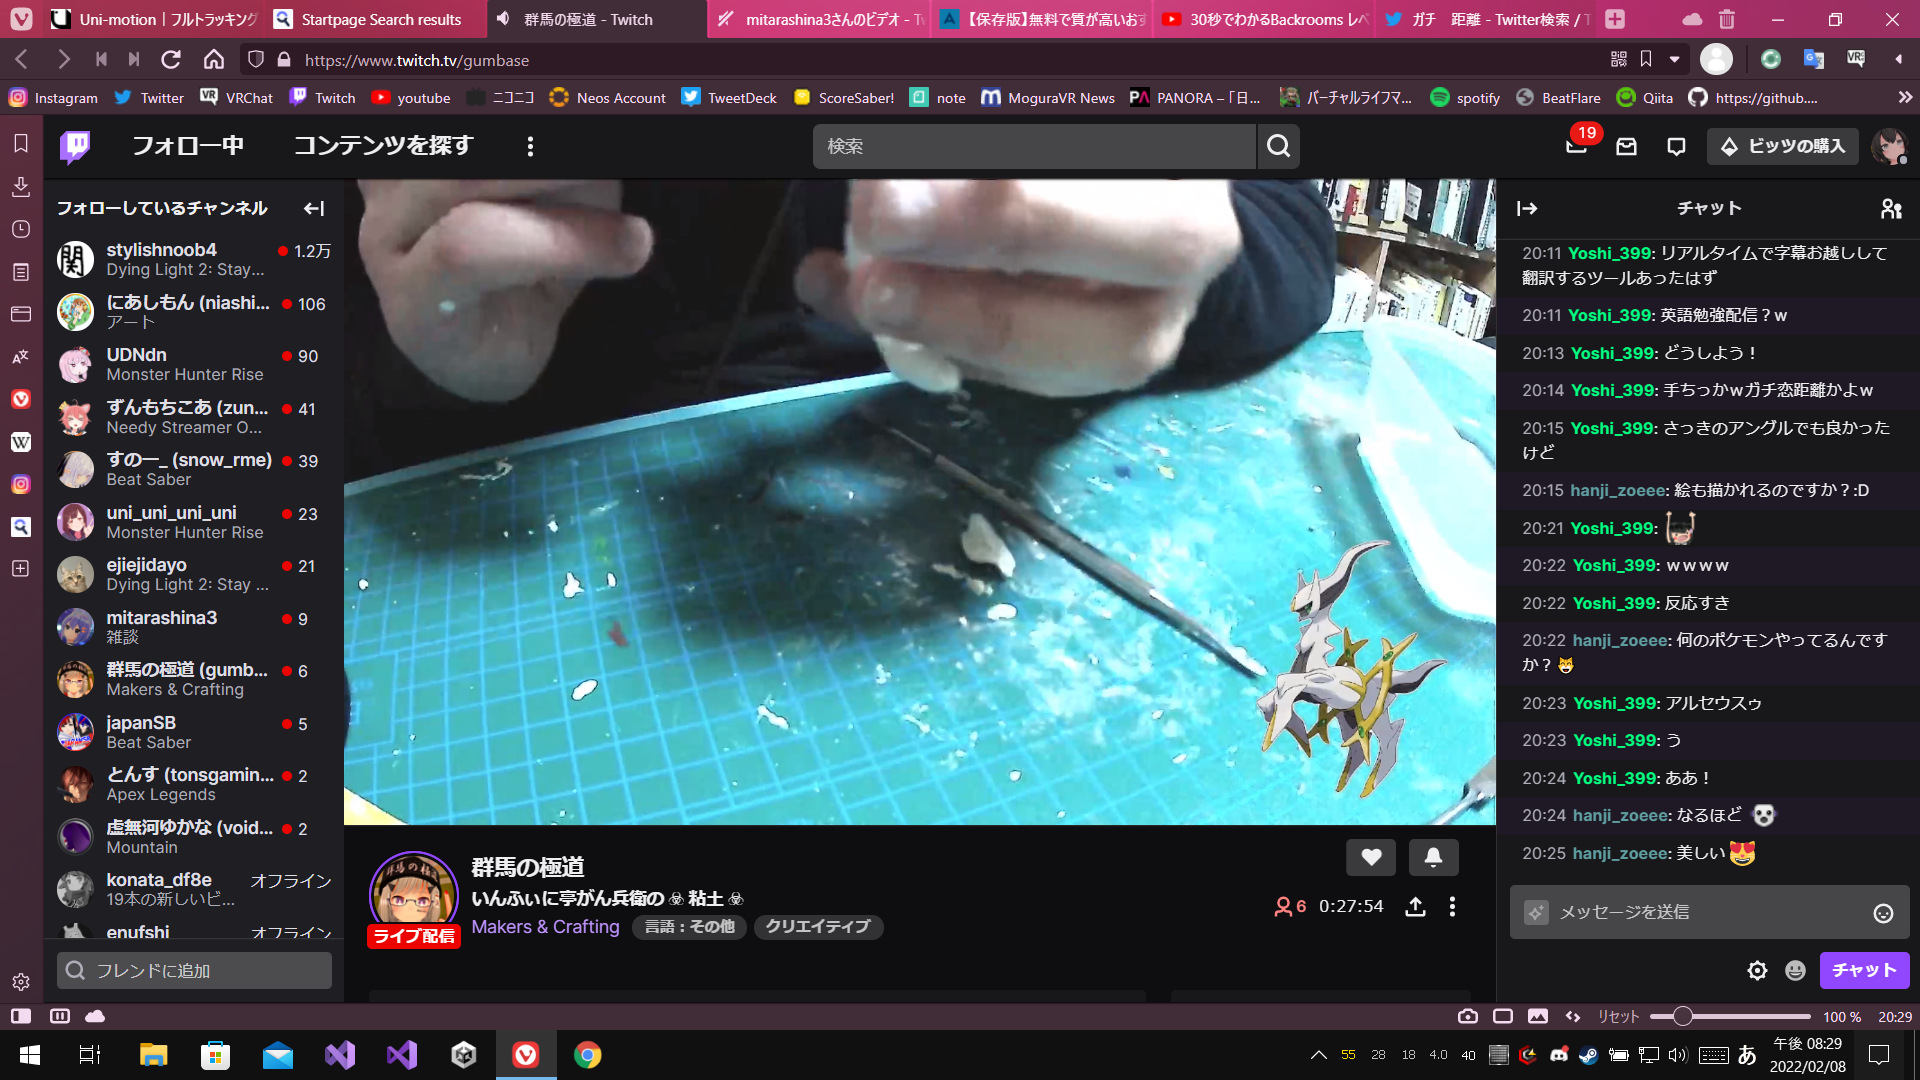 Uni-motion | フルトラッキング
Startpage Search results
群馬の極道 - Twitch
mitarashina3さんのビデオ - Tw
【保存版】無料で質が高いおす
30秒でわかるBackrooms レベ
ガチ 距離 - Twitter検索 / T
https://www.twitch.tv/gumbase
Instagram
Twitter
VRChat
Twitch
youtube
ニコニコ
Neos Account
TweetDeck
ScoreSaber!
note
MoguraVR News
PANORA – 「日...
バーチャルライフマ...
spotify
BeatFlare
Qiita
https://github....
フォロー中
コンテンツを探す
検索
19
ビッツの購入
フォローしているチャンネル
stylishnoob4
1.2万
Dying Light 2: Stay...
にあしもん (niashi...
106
アート
UDNdn
90
Monster Hunter Rise
ずんもちこあ (zun...
41
Needy Streamer O...
すのー_ (snow_rme)
39
Beat Saber
uni_uni_uni_uni
23
Monster Hunter Rise
ejiejidayo
21
Dying Light 2: Stay ...
mitarashina3
9
雑談
群馬の極道 (gumb...
6
Makers & Crafting
japanSB
5
Beat Saber
とんす (tonsgamin...
2
Apex Legends
虚無河ゆかな (void...
2
Mountain
konata_df8e
オフライン
19本の新しいビ...
enufshi
オフライン
フレンドに追加
群馬の極道
いんふぃに亭がん兵衛の ☣ 粘土 ☣
Makers & Crafting
言語：その他
クリエイティブ
ライブ配信
6
0:27:54
チャット
20:11 Yoshi_399: リアルタイムで字幕お越しして
翻訳するツールあったはず
20:11 Yoshi_399: 英語勉強配信？w
20:13 Yoshi_399: どうしよう！
20:14 Yoshi_399: 手ちっかwガチ恋距離かよw
20:15 Yoshi_399: さっきのアングルでも良かった
けど
20:15 hanji_zoeee: 絵も描かれるのですか？:D
20:21 Yoshi_399:
20:22 Yoshi_399: ｗｗｗｗ
20:22 Yoshi_399: 反応すき
20:22 hanji_zoeee: 何のポケモンやってるんです
か？😸
20:23 Yoshi_399: アルセウスゥ
20:23 Yoshi_399: う
20:24 Yoshi_399: ああ！
20:24 hanji_zoeee: なるほど
20:25 hanji_zoeee: 美しい😻
メッセージを送信
チャット
リセット
100 %
20:29
55
28
18
4.0
40
あ
午後 08:29
2022/02/08